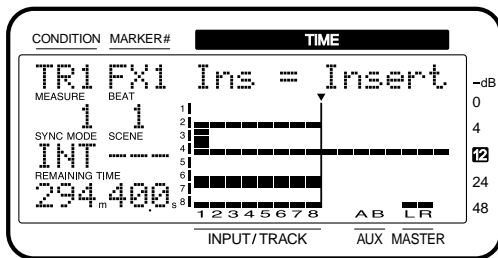 CONDITION MARKER# TIME
TR1 FX1 Ins = Insert
MEASURE BEAT
1 1
SYNC MODE SCENE
INT ---
REMAINING TIME
294m400s
1
2
3
4
5
6
7
8
1 2 3 4 5 6 7 8 A B L R
INPUT/TRACK AUX MASTER
-dB
0
4
12
24
48